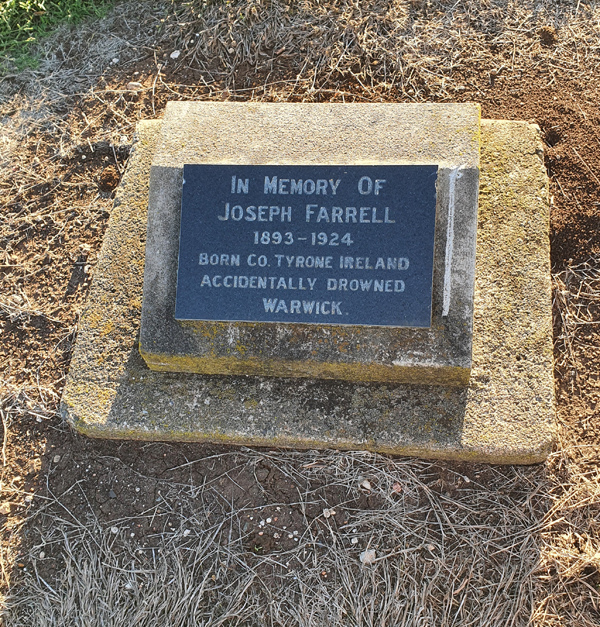 In Memory Of
Joseph Farrell
1893-1924
Born Co. Tyrone Ireland
Accidentally Drowned
Warwick.